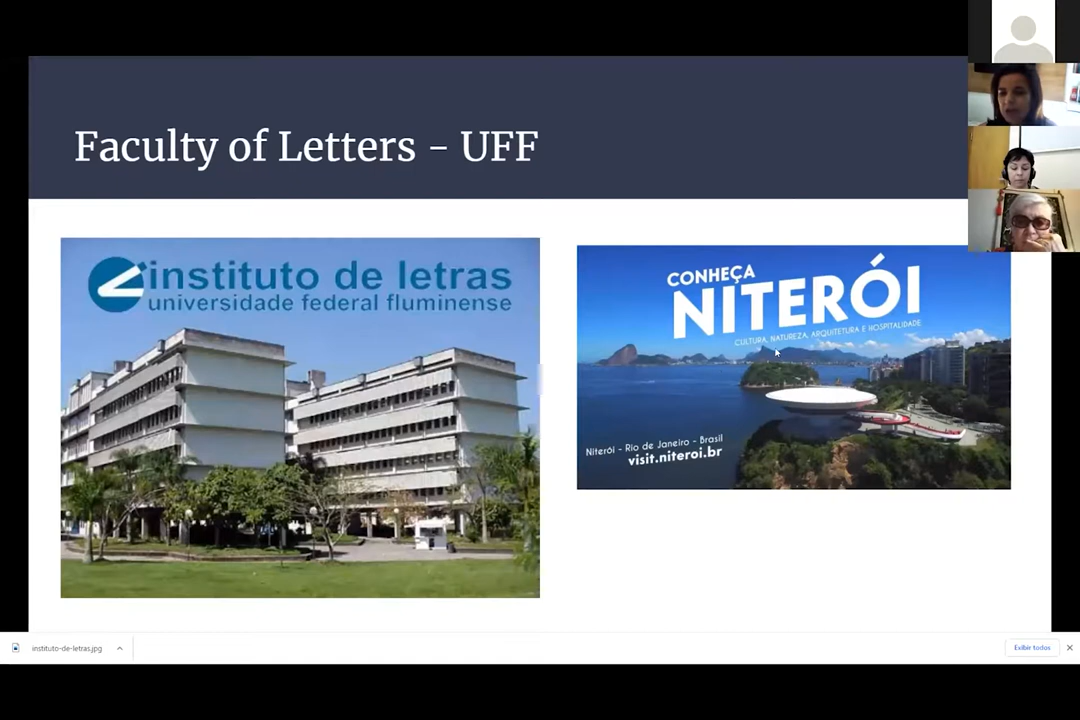 Faculty of Letters - UFF
instituto de letras
universidade federal fluminense
CONHEÇA
NITERÓI
CULTURA, NATUREZA, ARQUITETURA E HOSPITALIDADE
Niterói - Rio de Janeiro - Brasil
visit.niteroi.br
instituto-de-letras.jpg
Exibir todos